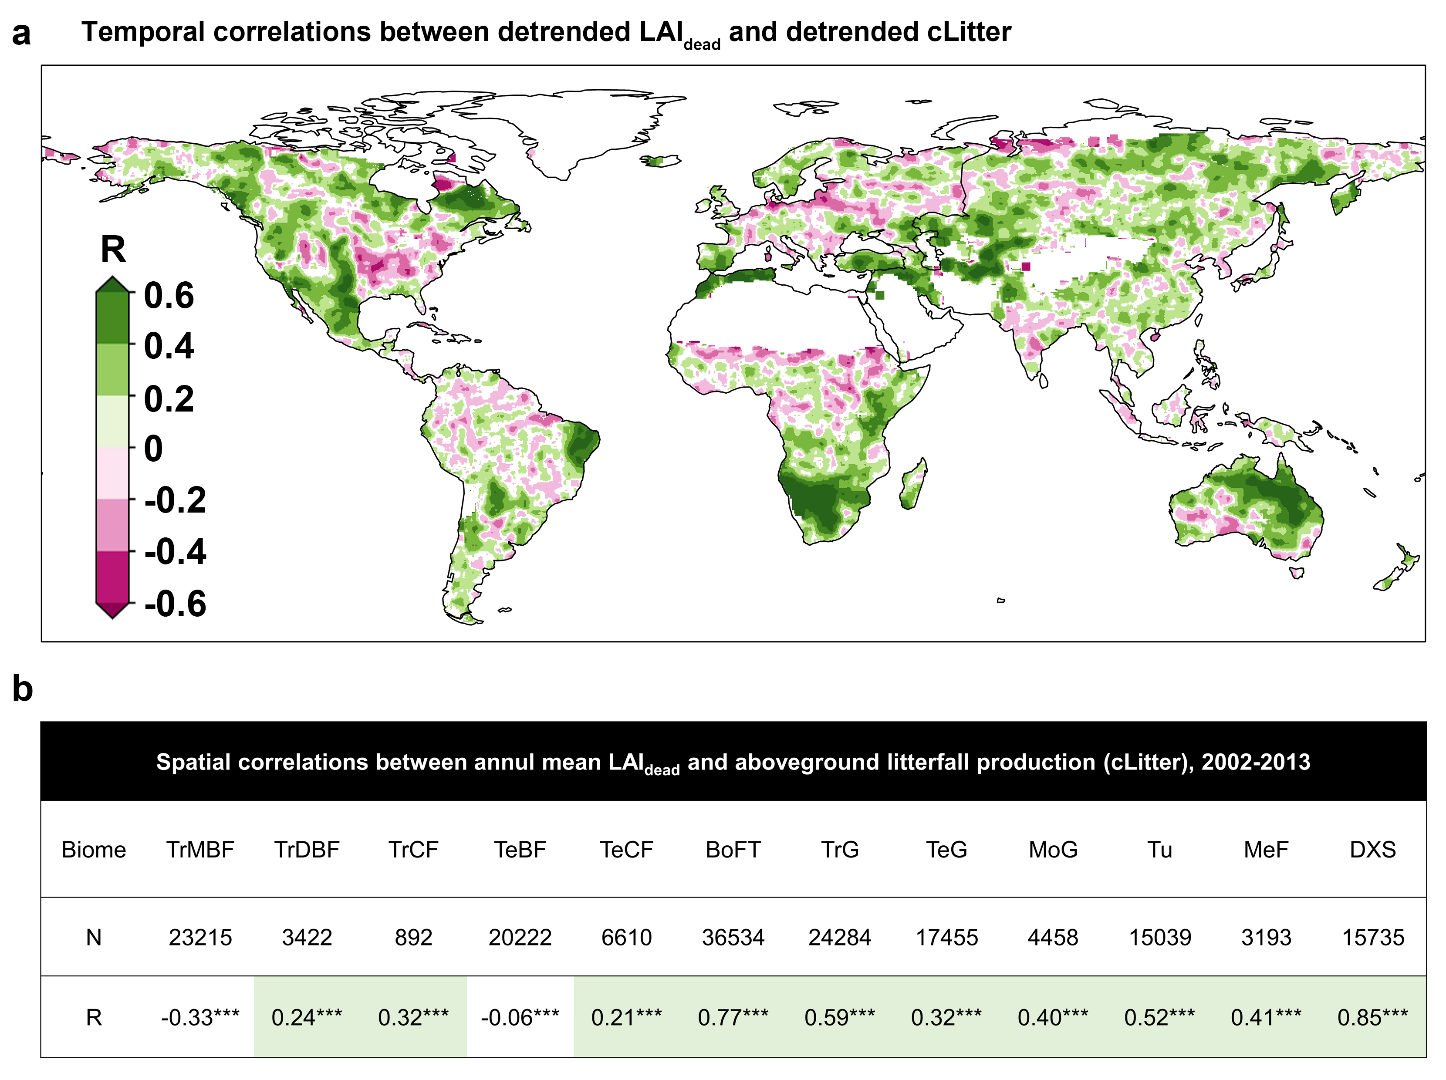 a Temporal correlations between detrended LAIdead and detrended cLitter
R
0.6
0.4
0.2
0
-0.2
-0.4
-0.6
b
Spatial correlations between annul mean LAIdead and aboveground litterfall production (cLitter), 2002-2013
Biome TrMBF TrDBF TrCF TeBF TeCF BoFT TrG TeG MoG Tu MeF DXS
N 23215 3422 892 20222 6610 36534 24284 17455 4458 15039 3193 15735
R -0.33*** 0.24*** 0.32*** -0.06*** 0.21*** 0.77*** 0.59*** 0.32*** 0.40*** 0.52*** 0.41*** 0.85***